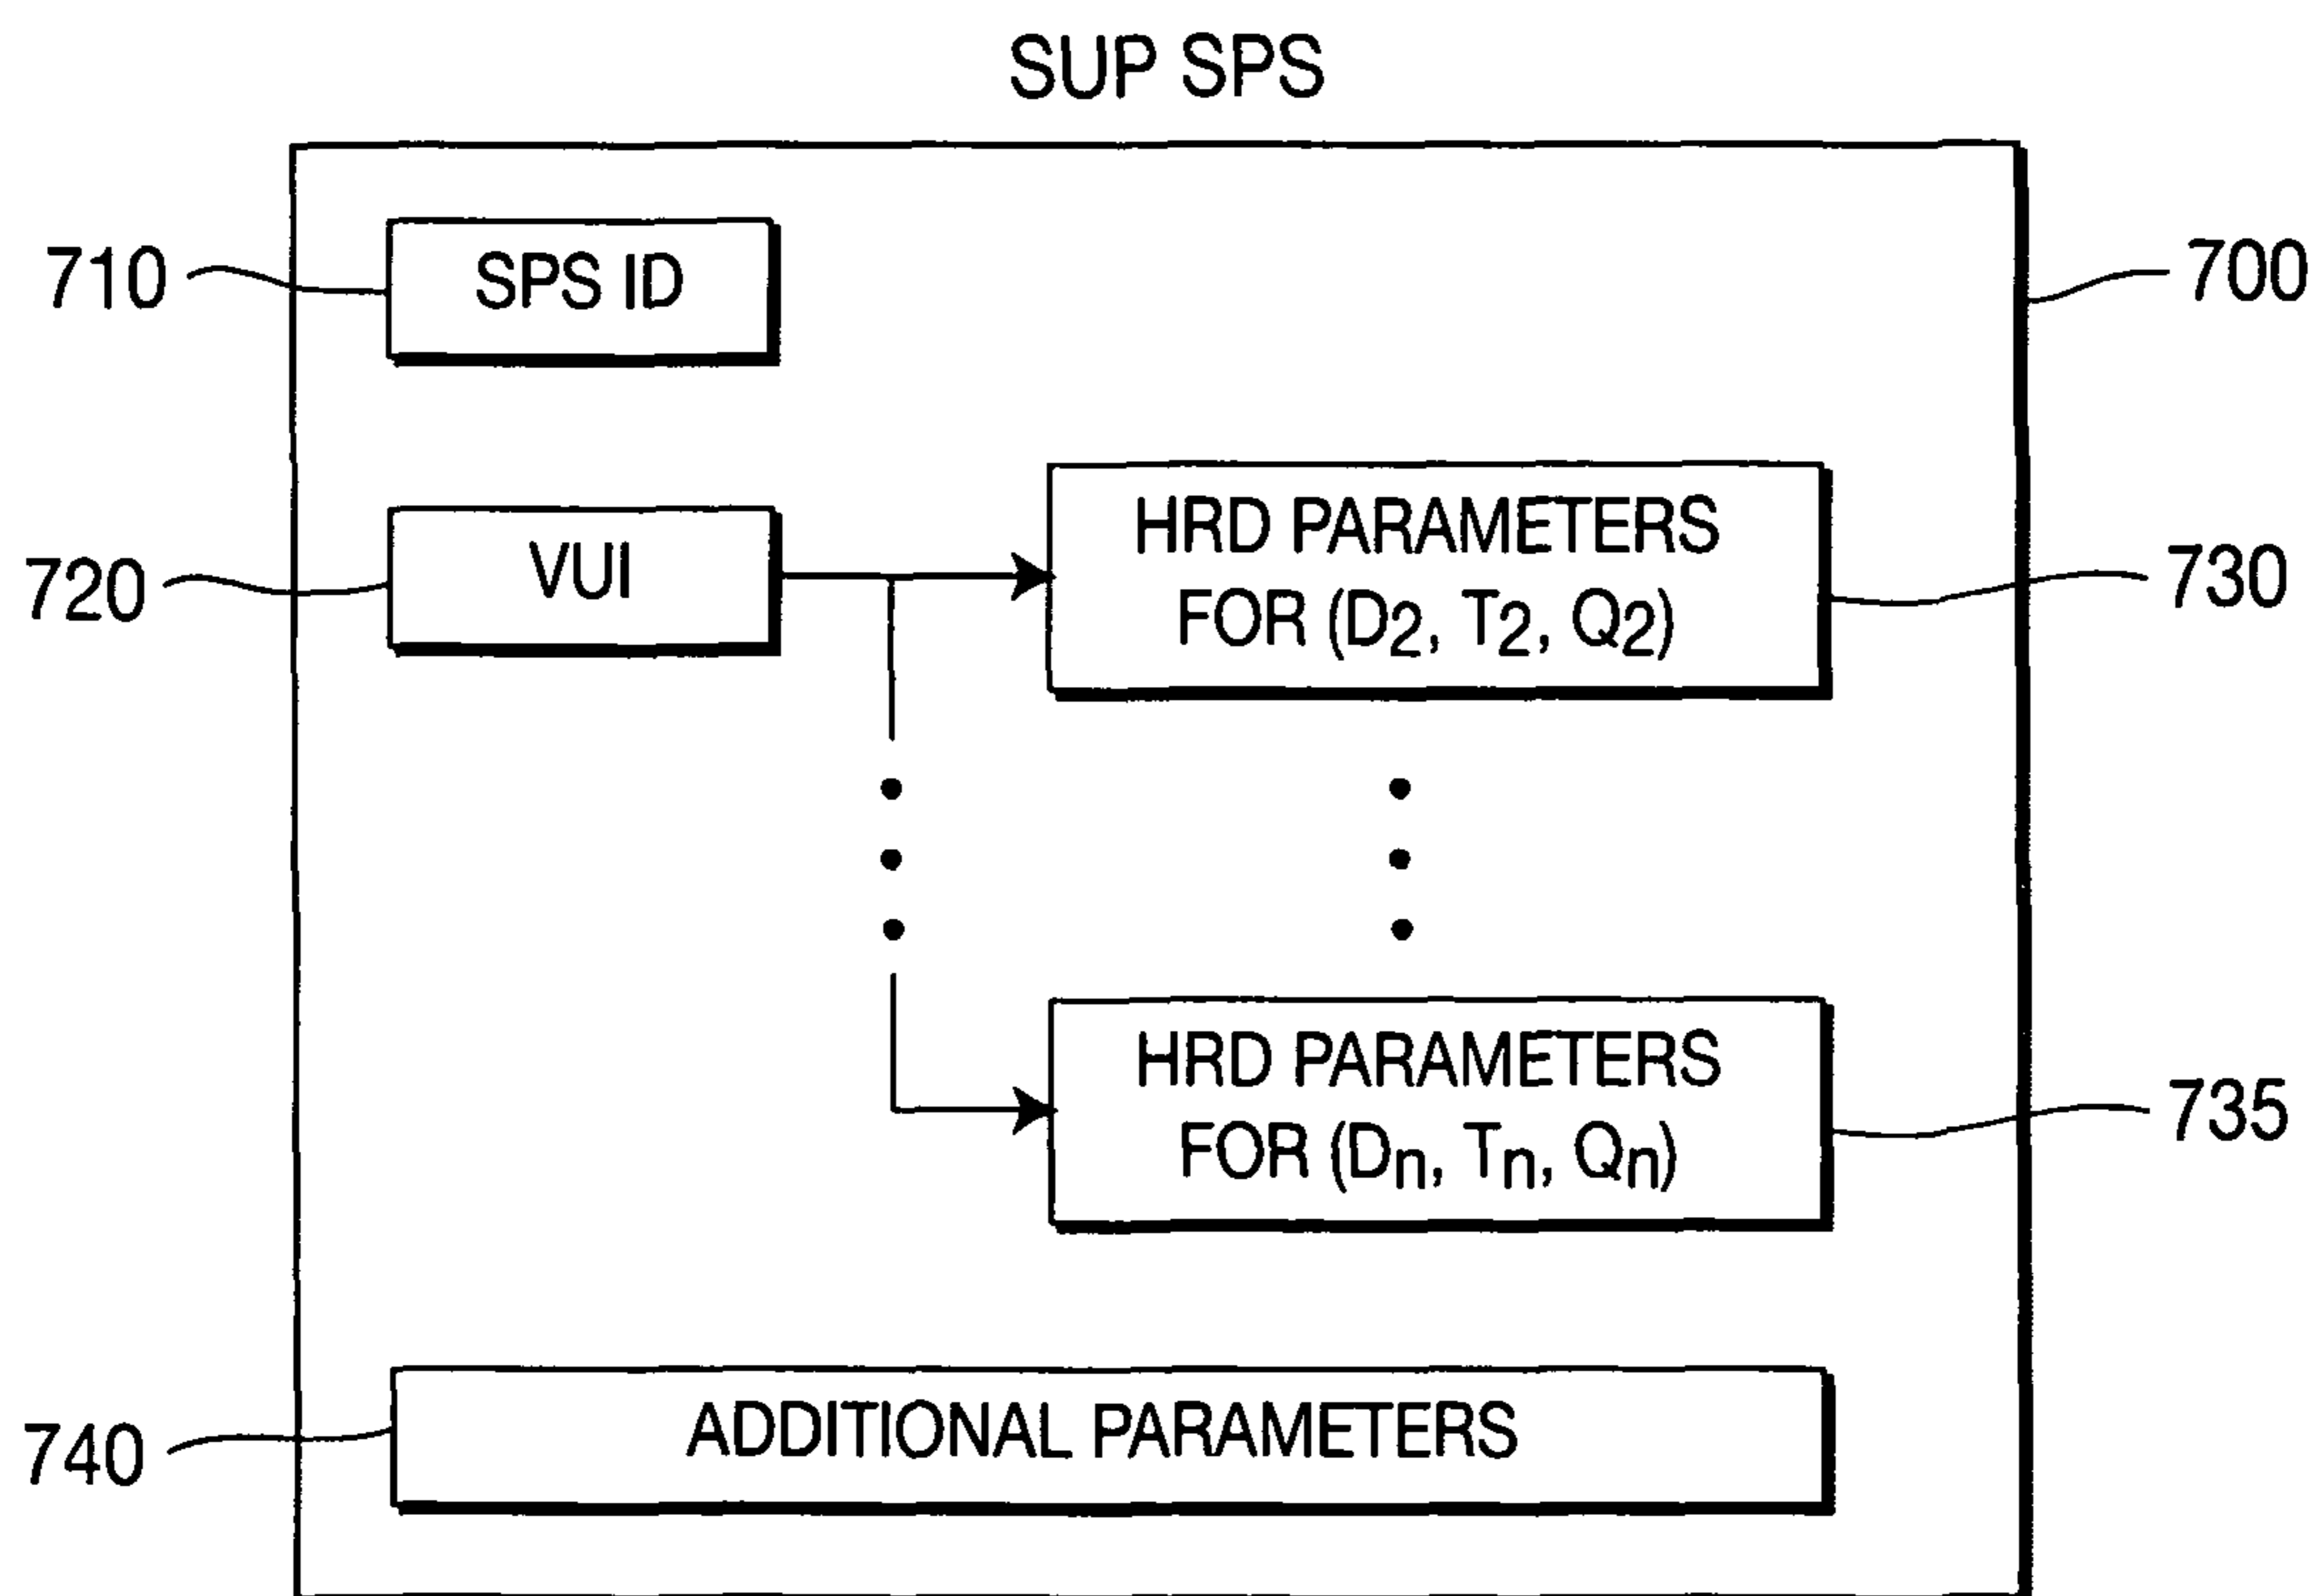 SUP SPS
710
SPS ID
700
720
VUI
HRD PARAMETERS
FOR (D2, T2, Q2)
730
HRD PARAMETERS
FOR (Dn, Tn, Qn)
735
740
ADDITIONAL PARAMETERS